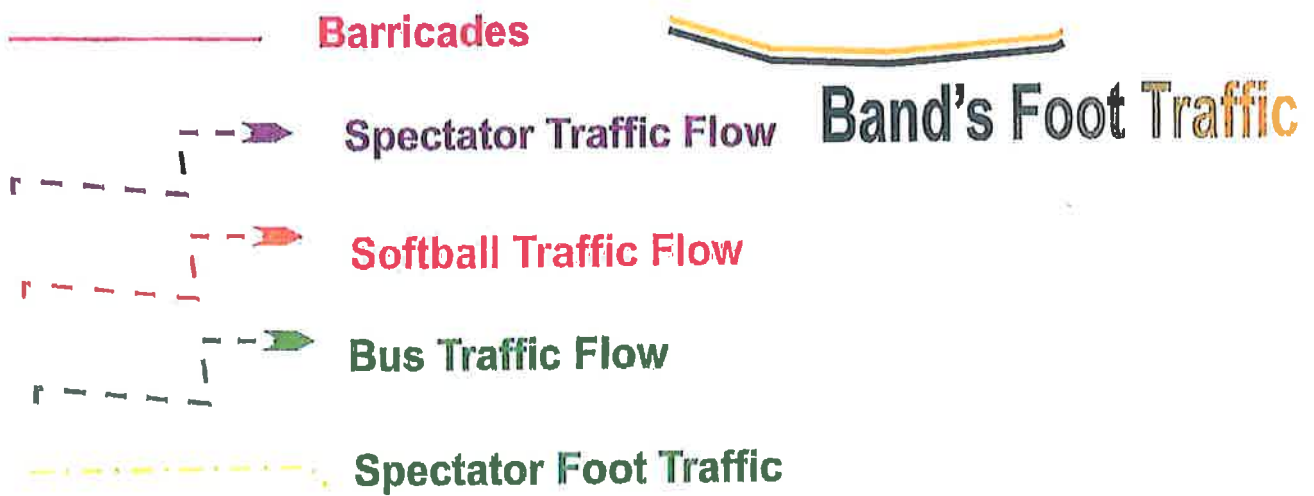 Barricades
Band's Foot Traffic
Spectator Traffic Flow
Softball Traffic Flow
Bus Traffic Flow
Spectator Foot Traffic